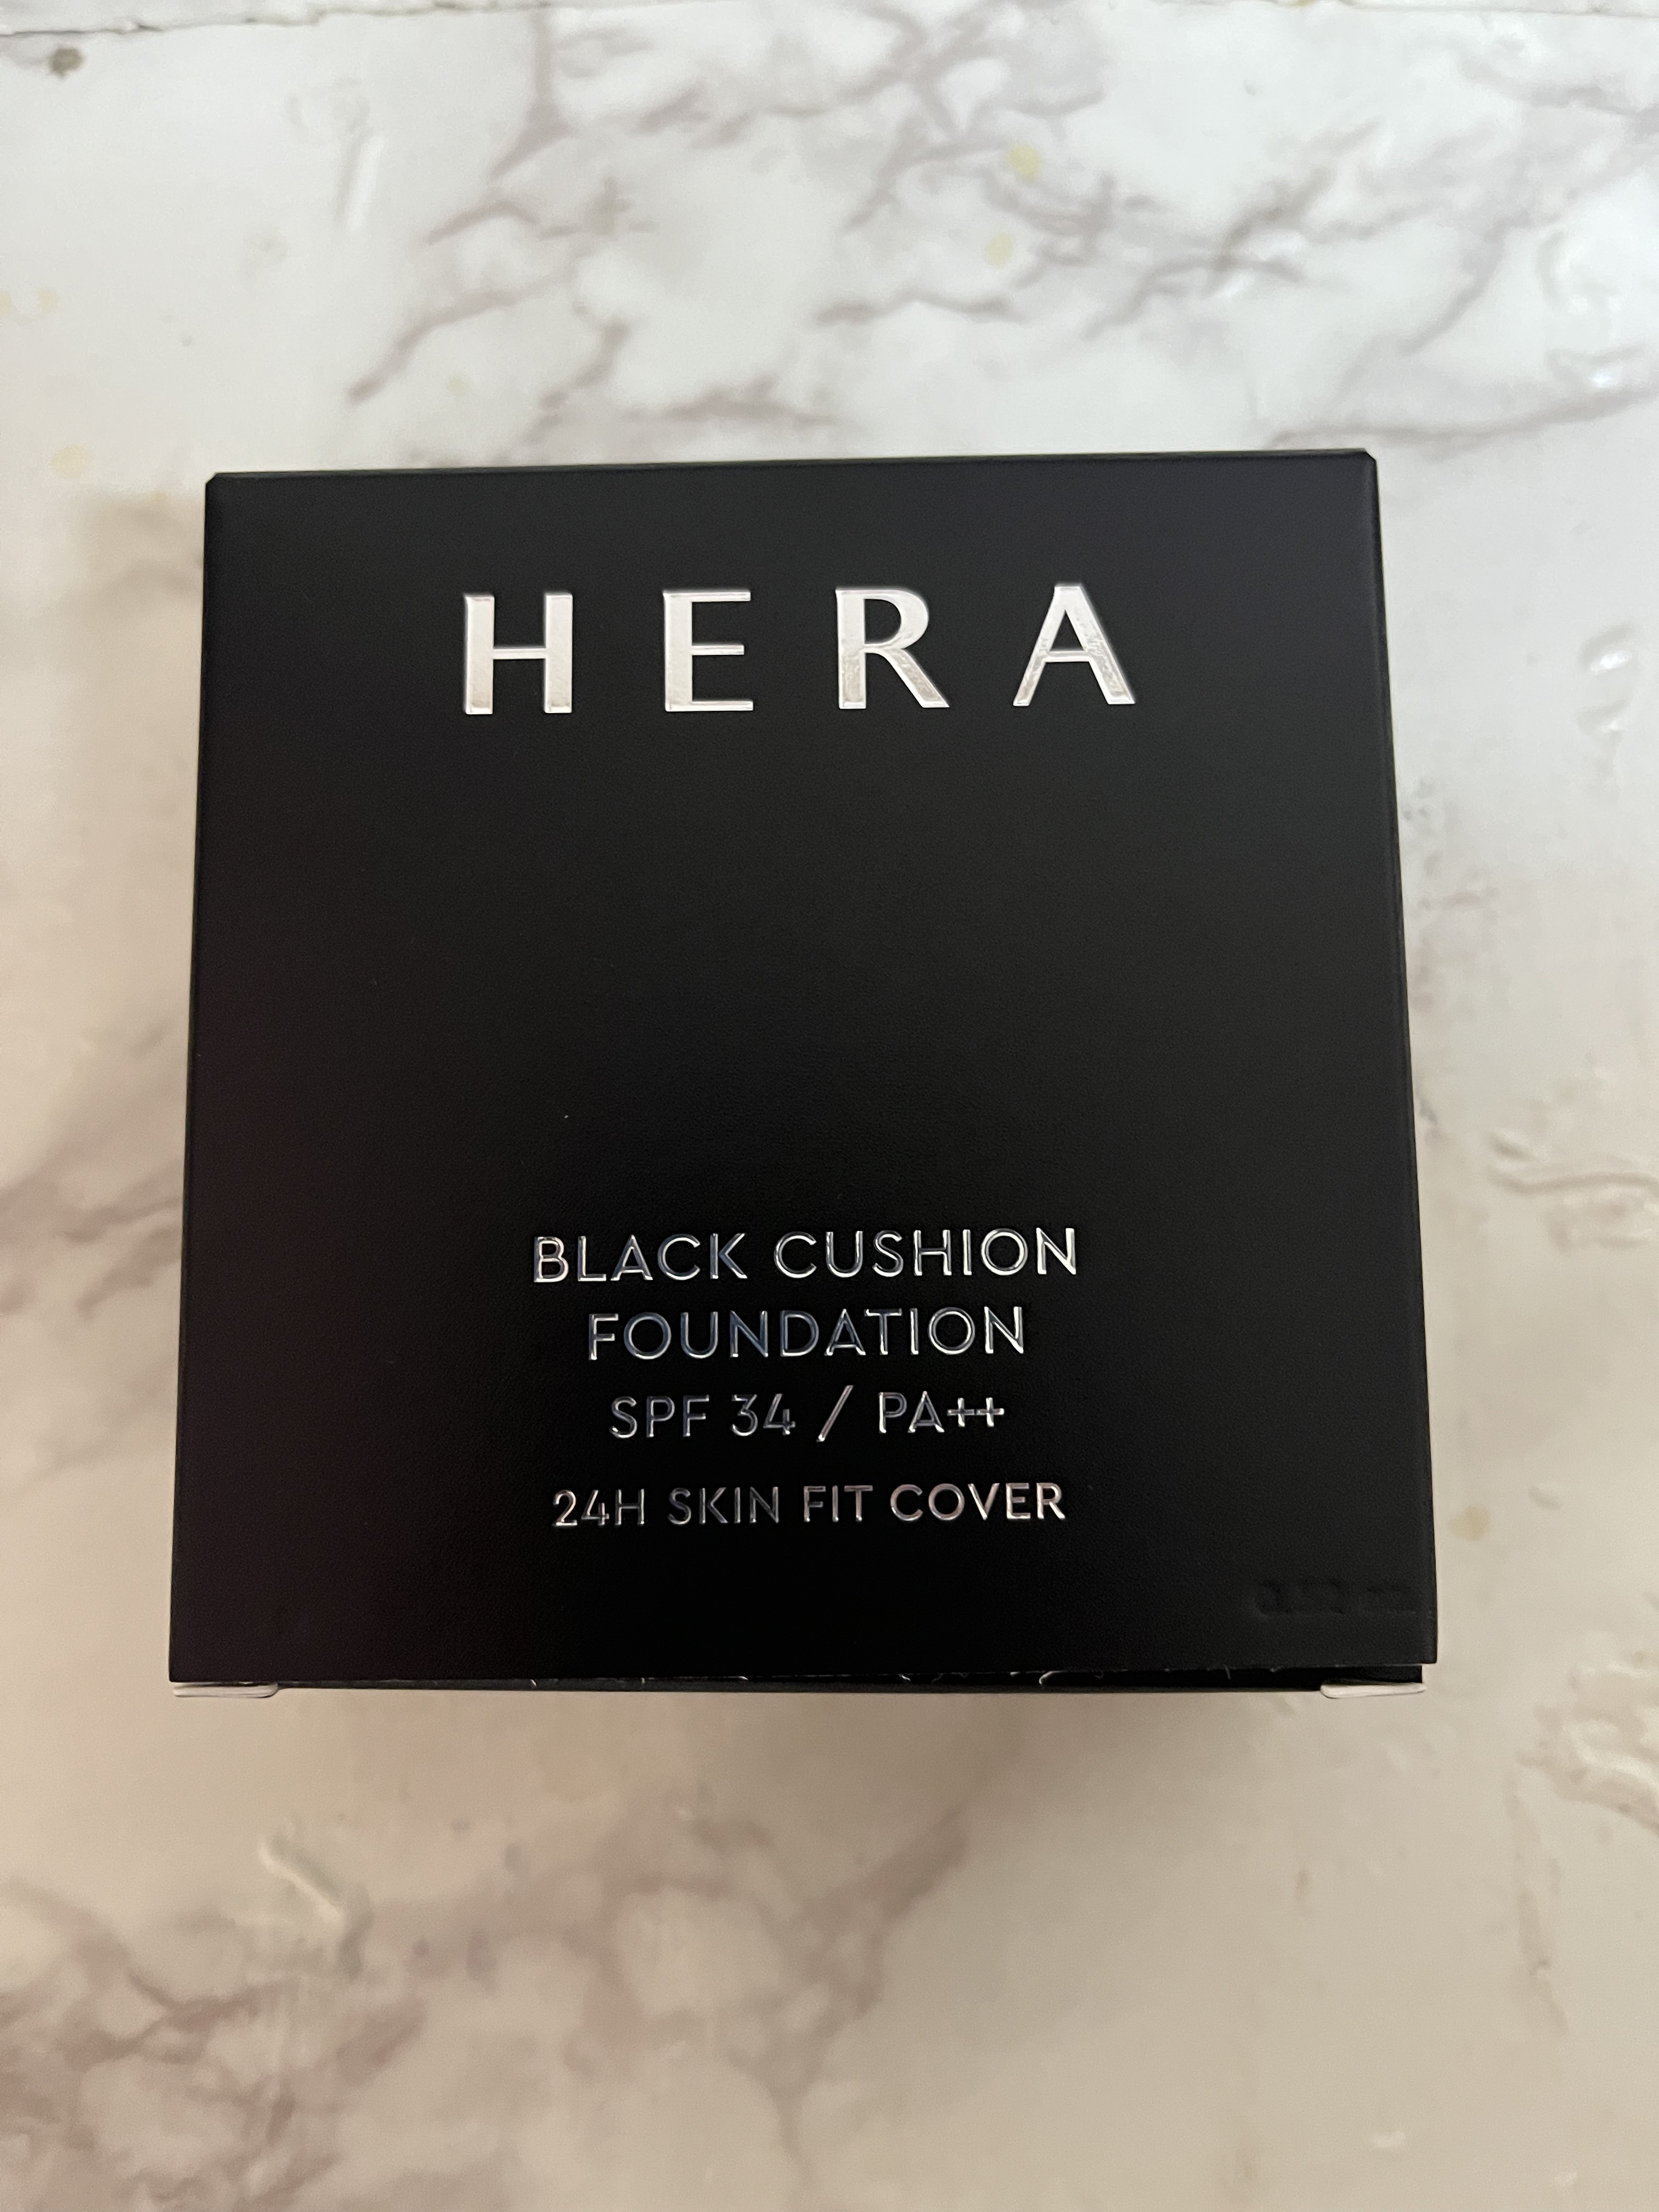 HERA
BLACK CUSHION
FOUNDATION
SPF 34 / PA++
24H SKIN FIT COVER